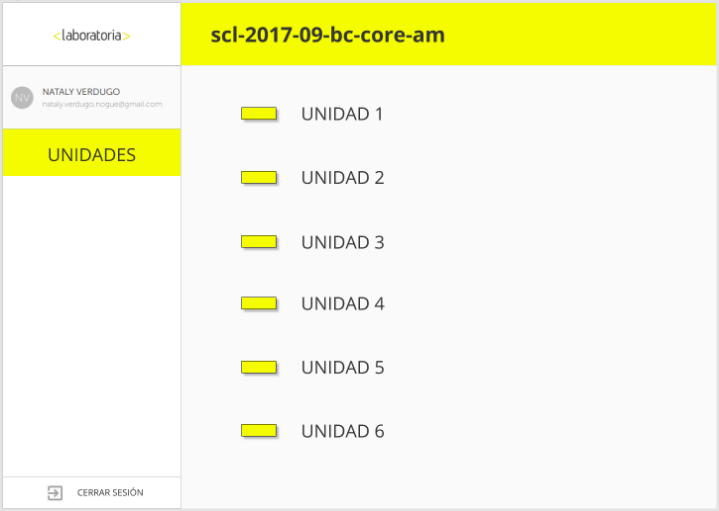 <laboratoria>
scl-2017-09-bc-core-am
NV
NATALY VERDUGO
nataly.verdugo.nogue@gmail.com
UNIDADES
UNIDAD 1
UNIDAD 2
UNIDAD 3
UNIDAD 4
UNIDAD 5
UNIDAD 6
CERRAR SESIÓN